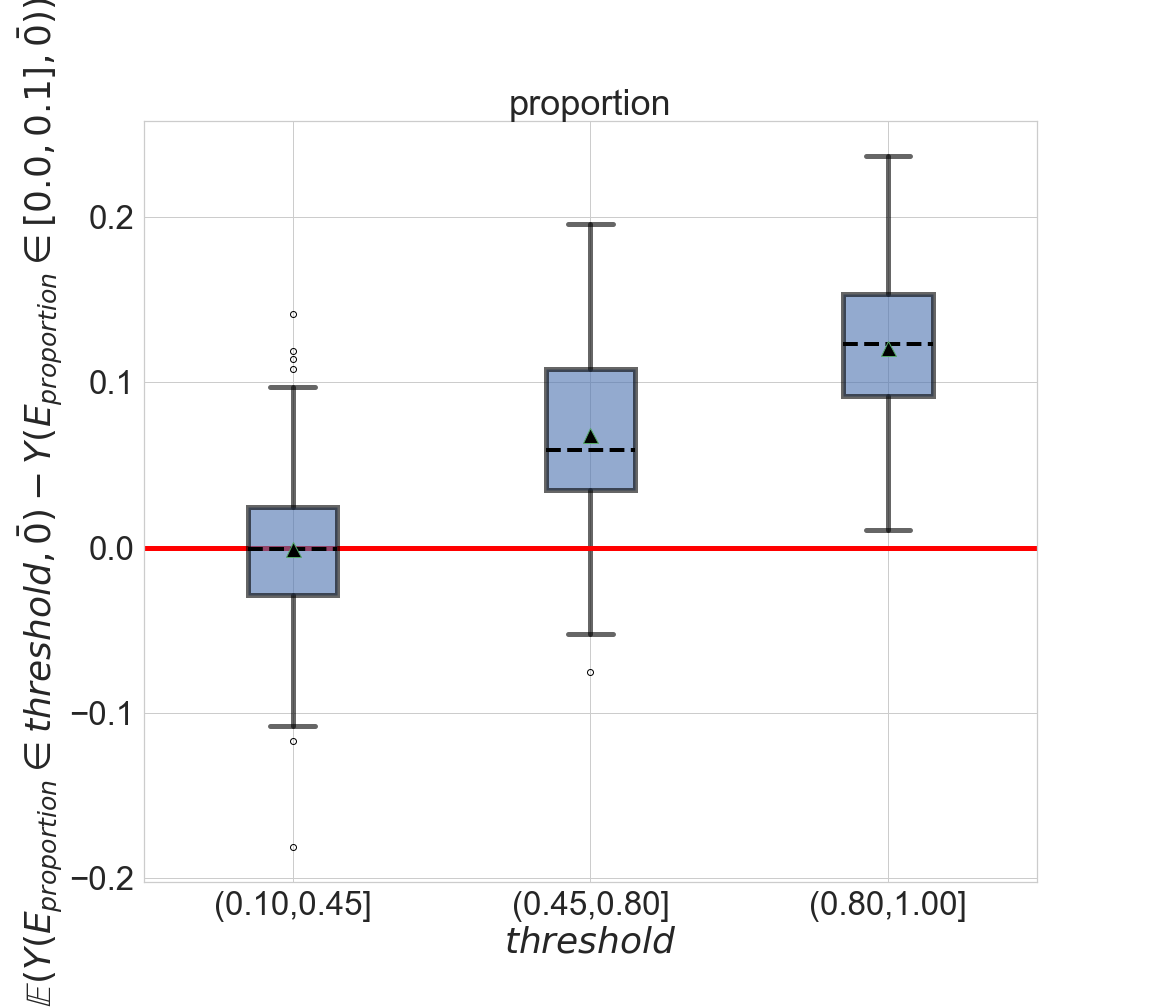 proportion
𝔼(Y(E_proportion ∈ threshold, 0̄) − Y(E_proportion ∈ [0.0, 0.1], 0̄))
0.2
0.1
0.0
−0.1
−0.2
(0.10,0.45] (0.45,0.80] (0.80,1.00]
threshold